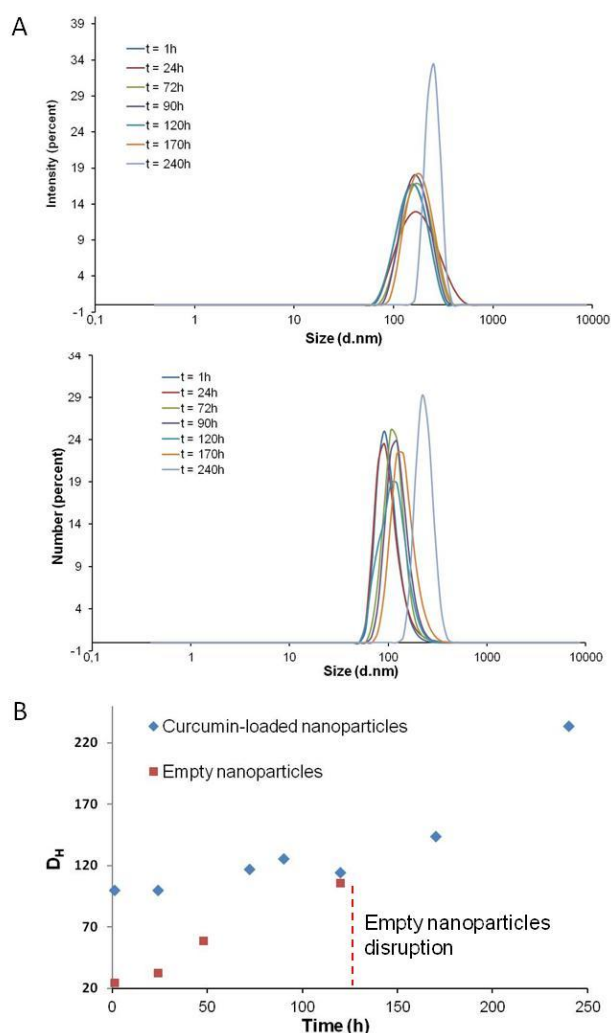 A
39
34
29
24
19
14
9
4
-1
Intensity (percent)
t = 1h
t = 24h
t = 72h
t = 90h
t = 120h
t = 170h
t = 240h
0,1 1 10 100 1000 10000
Size (d.nm)
34
29
24
19
14
9
4
-1
Number (percent)
t = 1h
t = 24h
t = 72h
t = 90h
t = 120h
t = 170h
t = 240h
0,1 1 10 100 1000 10000
Size (d.nm)
B
220
170
120
70
20
DH
Curcumin-loaded nanoparticles
Empty nanoparticles
Empty nanoparticles
disruption
0 50 100 150 200 250
Time (h)